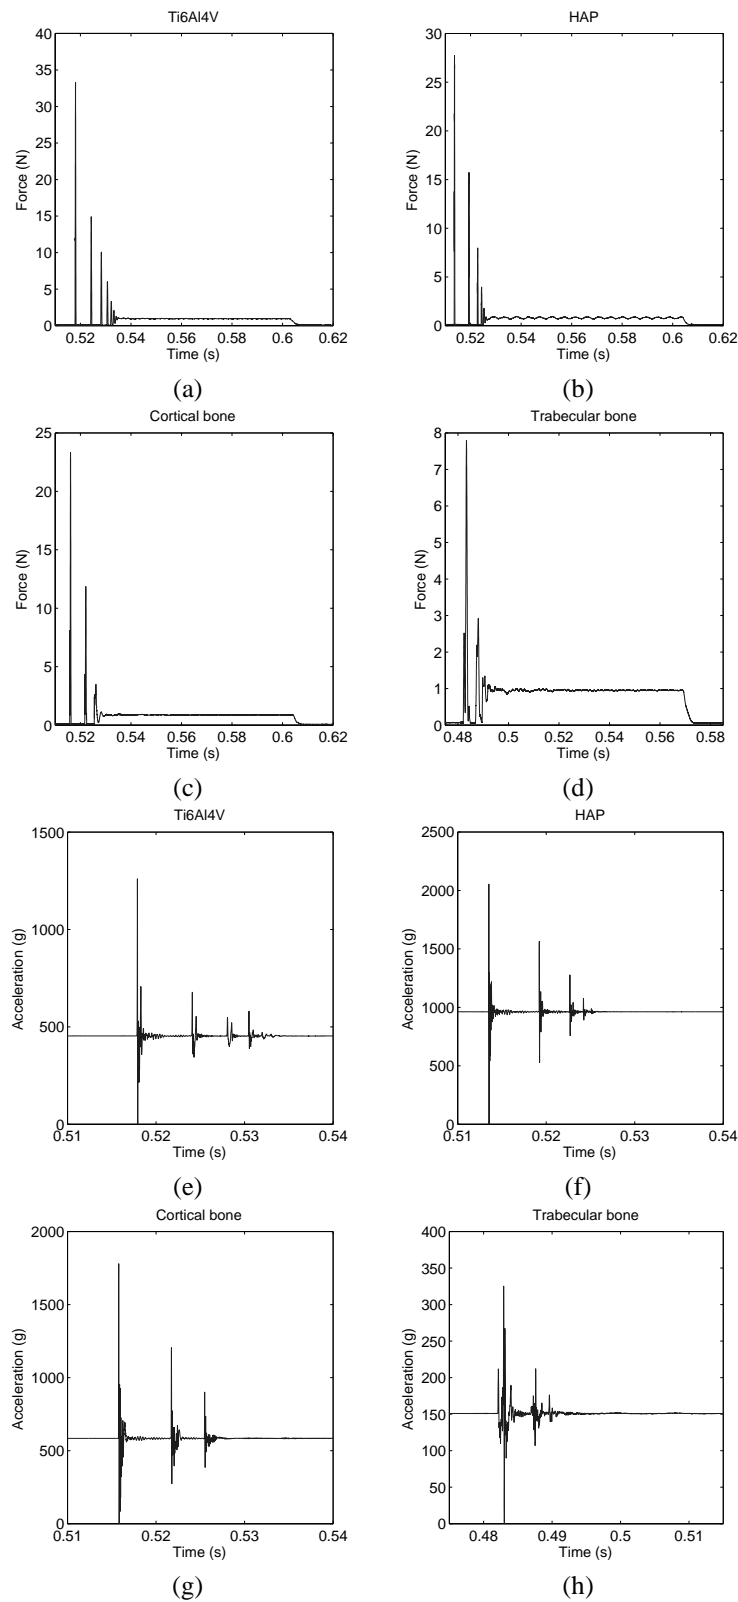 Ti6Al4V
HAP
40
35
30
25
20
15
10
5
0
Force (N)
0.52 0.54 0.56 0.58 0.6 0.62
Time (s)
(a)
30
25
20
15
10
5
0
Force (N)
0.52 0.54 0.56 0.58 0.6 0.62
Time (s)
(b)
Cortical bone
Trabecular bone
25
20
15
10
5
0
Force (N)
0.52 0.54 0.56 0.58 0.6 0.62
Time (s)
(c)
8
7
6
5
4
3
2
1
0
Force (N)
0.48 0.5 0.52 0.54 0.56 0.58
Time (s)
(d)
Ti6Al4V
HAP
1500
1000
500
0
Acceleration (g)
0.51 0.52 0.53 0.54
Time (s)
(e)
2500
2000
1500
1000
500
0
Acceleration (g)
0.51 0.52 0.53 0.54
Time (s)
(f)
Cortical bone
Trabecular bone
2000
1500
1000
500
0
Acceleration (g)
0.51 0.52 0.53 0.54
Time (s)
(g)
400
350
300
250
200
150
100
50
0
Acceleration (g)
0.48 0.49 0.5 0.51
Time (s)
(h)